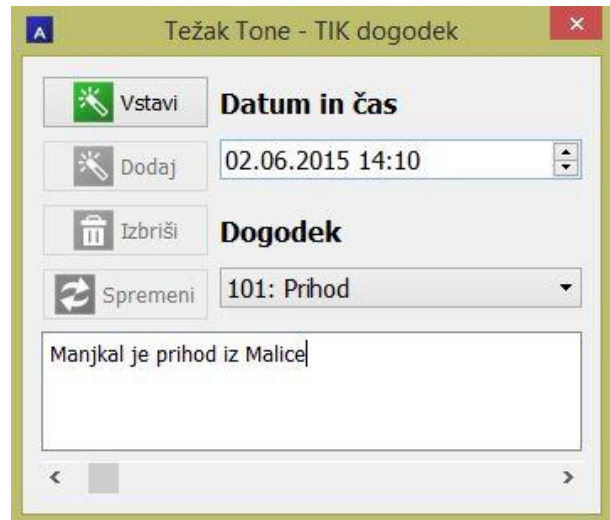 Težak Tone - TIK dogodek
Vstavi
Datum in čas
Dodaj
02.06.2015 14:10
Izbriši
Dogodek
Spremeni
101: Prihod
Manjkal je prihod iz Malice